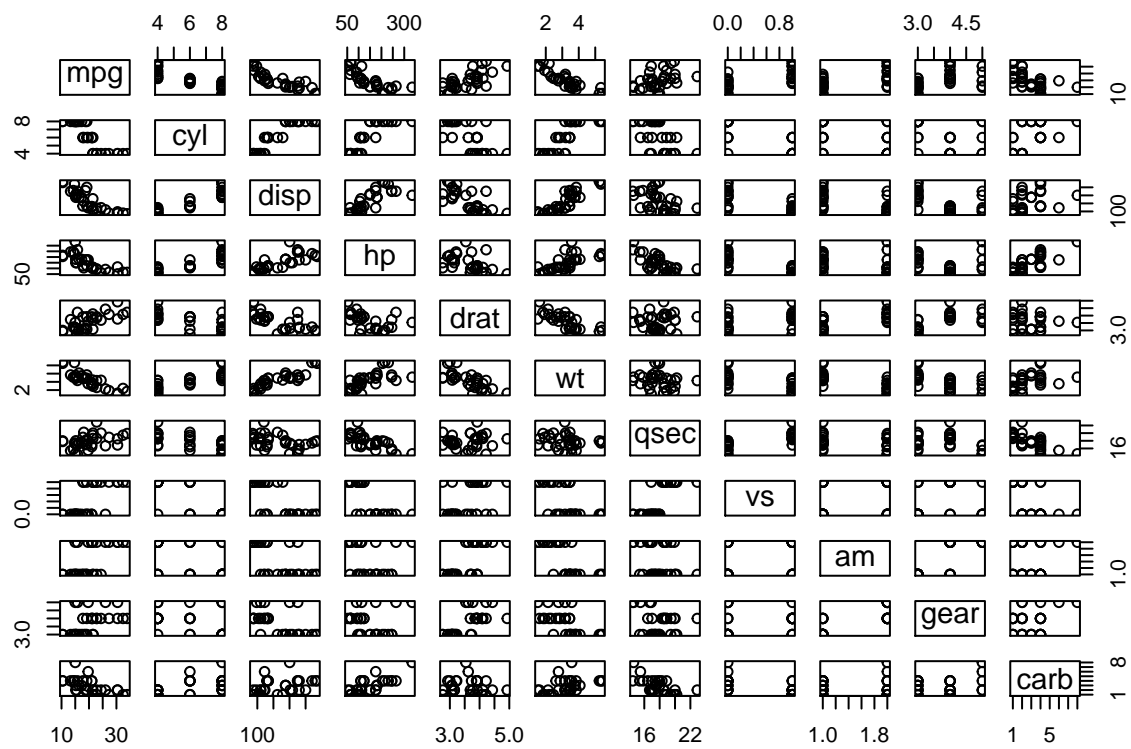 4 6 8 50 300 2 4 0.0 0.8 3.0 4.5
mpg 10
4 8 cyl
disp 100
50 hp
drat 3.0
2 wt
qsec 16
0.0 vs
am 1.0
3.0 gear
carb 1 8
10 30 100 3.0 5.0 16 22 1.0 1.8 1 5